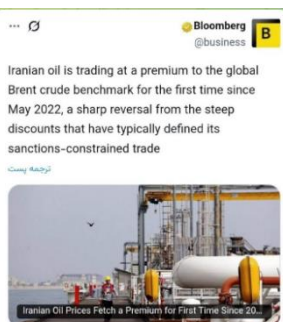 Bloomberg
@business
B
Iranian oil is trading at a premium to the global
Brent crude benchmark for the first time since
May 2022, a sharp reversal from the steep
discounts that have typically defined its
sanctions-constrained trade
ترجمه پست
Iranian Oil Prices Fetch a Premium for First Time Since 20...